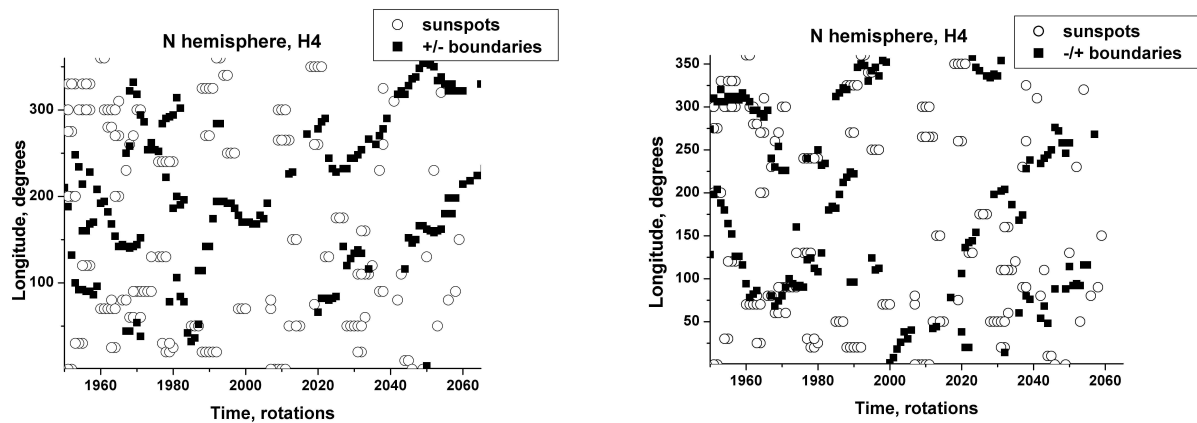 N hemisphere, H4
sunspots
+/- boundaries
Longitude, degrees
300
200
100
1960
1980
2000
2020
2040
2060
Time, rotations
N hemisphere, H4
sunspots
-/+ boundaries
Longitude, degrees
350
300
250
200
150
100
50
1960
1980
2000
2020
2040
2060
Time, rotations